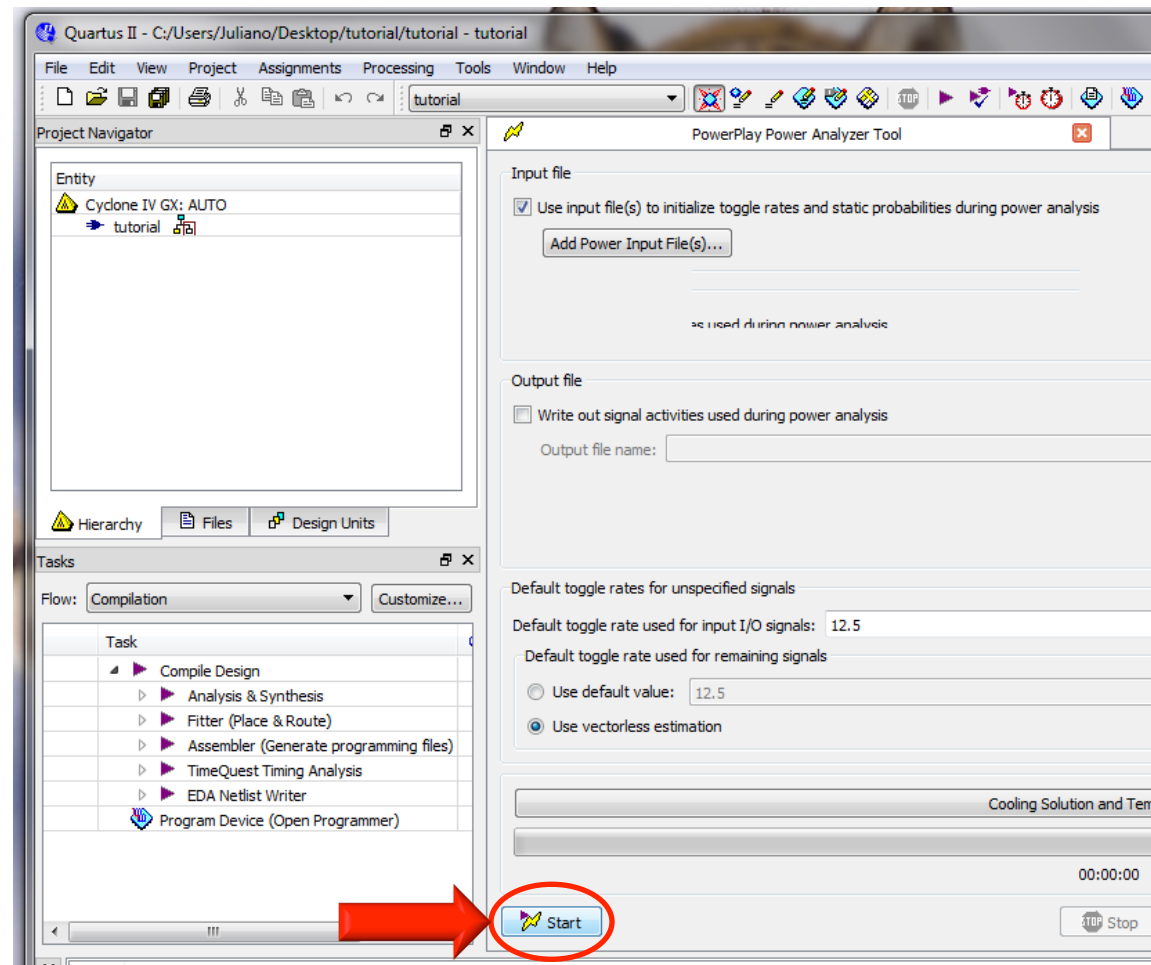 Quartus II - C:/Users/Juliano/Desktop/tutorial/tutorial - tutorial
File Edit View Project Assignments Processing Tools Window Help
tutorial
STOP
Project Navigator
PowerPlay Power Analyzer Tool
Entity
Cyclone IV GX: AUTO
tutorial
Hierarchy Files Design Units
Tasks
Flow: Compilation Customize...
Task
Compile Design
Analysis & Synthesis
Fitter (Place & Route)
Assembler (Generate programming files)
TimeQuest Timing Analysis
EDA Netlist Writer
Program Device (Open Programmer)
Input file
Use input file(s) to initialize toggle rates and static probabilities during power analysis
Add Power Input File(s)...
used during power analysis
Output file
Write out signal activities used during power analysis
Output file name:
Default toggle rates for unspecified signals
Default toggle rate used for input I/O signals: 12.5
Default toggle rate used for remaining signals
Use default value: 12.5
Use vectorless estimation
Cooling Solution and Tem
00:00:00
Start
STOP Stop